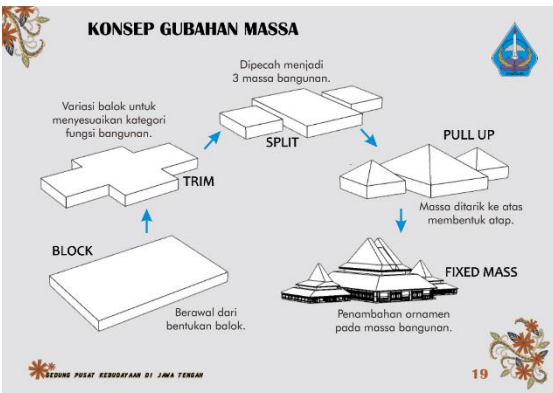 KONSEP GUBAHAN MASSA
Dipecah menjadi
3 massa bangunan.
Variasi balok untuk
menyesuaikan kategori
fungsi bangunan.
SPLIT
PULL UP
TRIM
Massa ditarik ke atas
membentuk atap.
BLOCK
FIXED MASS
Berawal dari
bentukan balok.
Penambahan ornamen
pada massa bangunan.
GEDUNG PUSAT KEBUDAYAAN DI JAWA TENGAH
19